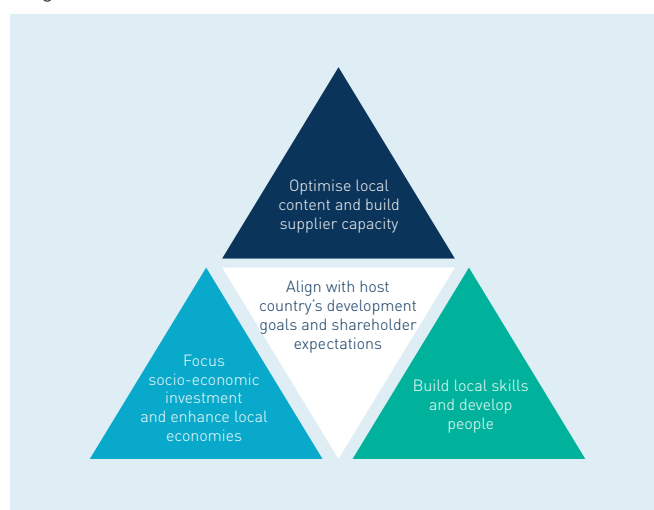 Optimise local
content and build
supplier capacity
Align with host
country's development
goals and shareholder
expectations
Focus
socio-economic
investment
and enhance local
economies
Build local skills
and develop
people